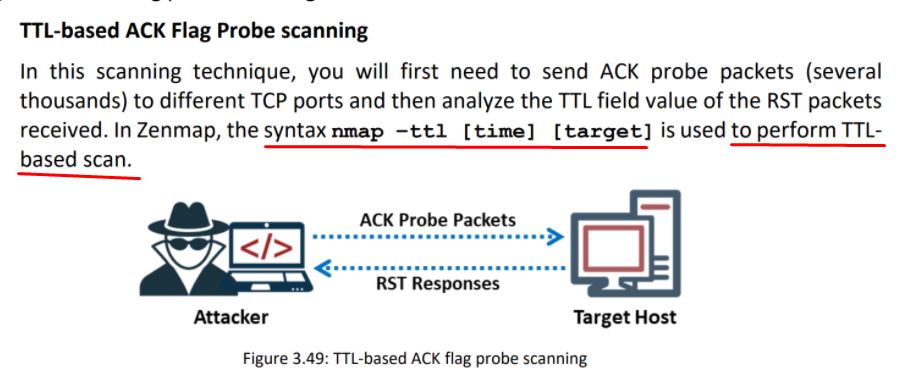 TTL-based ACK Flag Probe scanning
In this scanning technique, you will first need to send ACK probe packets (several
thousands) to different TCP ports and then analyze the TTL field value of the RST packets
received. In Zenmap, the syntax nmap –ttl [time] [target] is used to perform TTL-
based scan.
ACK Probe Packets
</>
RST Responses
Attacker
Target Host
Figure 3.49: TTL-based ACK flag probe scanning